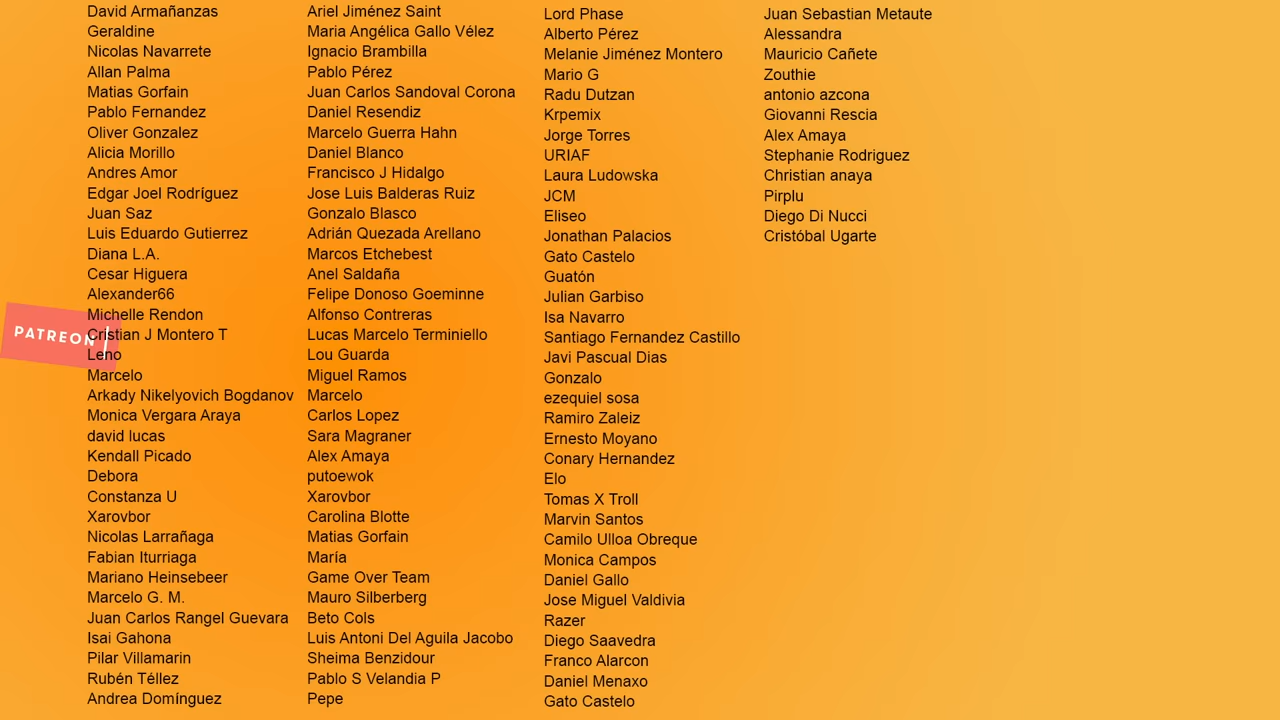 David Armañanzas
Geraldine
Nicolas Navarrete
Allan Palma
Matias Gorfain
Pablo Fernandez
Oliver Gonzalez
Alicia Morillo
Andres Amor
Edgar Joel Rodríguez
Juan Saz
Luis Eduardo Gutierrez
Diana L.A.
Cesar Higuera
Alexander66
Michelle Rendon
Cristian J Montero T
Leno
Marcelo
Arkady Nikelyovich Bogdanov
Monica Vergara Araya
david lucas
Kendall Picado
Debora
Constanza U
Xarovbor
Nicolas Larrañaga
Fabian Iturriaga
Mariano Heinsebeer
Marcelo G. M.
Juan Carlos Rangel Guevara
Isai Gahona
Pilar Villamarin
Rubén Téllez
Andrea Domínguez
PATREON
Ariel Jiménez Saint
Maria Angélica Gallo Vélez
Ignacio Brambilla
Pablo Pérez
Juan Carlos Sandoval Corona
Daniel Resendiz
Marcelo Guerra Hahn
Daniel Blanco
Francisco J Hidalgo
Jose Luis Balderas Ruiz
Gonzalo Blasco
Adrián Quezada Arellano
Marcos Etchebest
Anel Saldaña
Felipe Donoso Goeminne
Alfonso Contreras
Lucas Marcelo Terminiello
Lou Guarda
Miguel Ramos
Marcelo
Carlos Lopez
Sara Magraner
Alex Amaya
putoewok
Xarovbor
Carolina Blotte
Matias Gorfain
María
Game Over Team
Mauro Silberberg
Beto Cols
Luis Antoni Del Aguila Jacobo
Sheima Benzidour
Pablo S Velandia P
Pepe
Lord Phase
Alberto Pérez
Melanie Jiménez Montero
Mario G
Radu Dutzan
Krpemix
Jorge Torres
URIAF
Laura Ludowska
JCM
Eliseo
Jonathan Palacios
Gato Castelo
Guatón
Julian Garbiso
Isa Navarro
Santiago Fernandez Castillo
Javi Pascual Dias
Gonzalo
ezequiel sosa
Ramiro Zaleiz
Ernesto Moyano
Conary Hernandez
Elo
Tomas X Troll
Marvin Santos
Camilo Ulloa Obreque
Monica Campos
Daniel Gallo
Jose Miguel Valdivia
Razer
Diego Saavedra
Franco Alarcon
Daniel Menaxo
Gato Castelo
Juan Sebastian Metaute
Alessandra
Mauricio Cañete
Zouthie
antonio azcona
Giovanni Rescia
Alex Amaya
Stephanie Rodriguez
Christian anaya
Pirplu
Diego Di Nucci
Cristóbal Ugarte